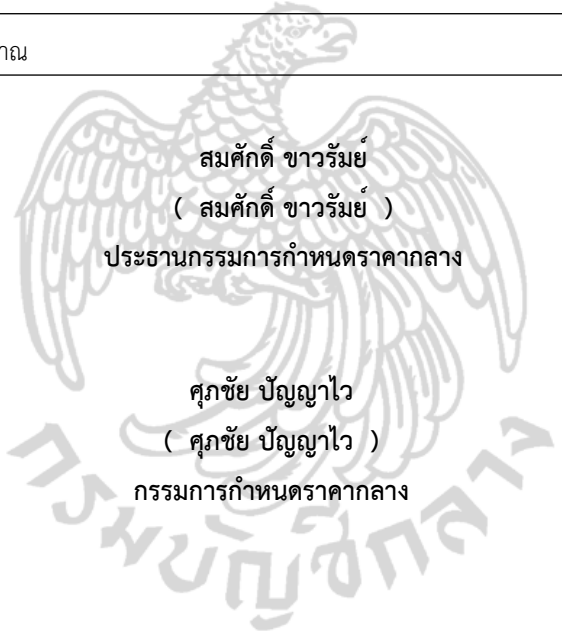 สมศักดิ์ ขาวรัมย์
( สมศักดิ์ ขาวรัมย์ )
ประธานกรรมการกำหนดราคากลาง
ศุภชัย ปัญญาไว
( ศุภชัย ปัญญาไว )
กรรมการกำหนดราคากลาง
กรมบัญชีกลาง